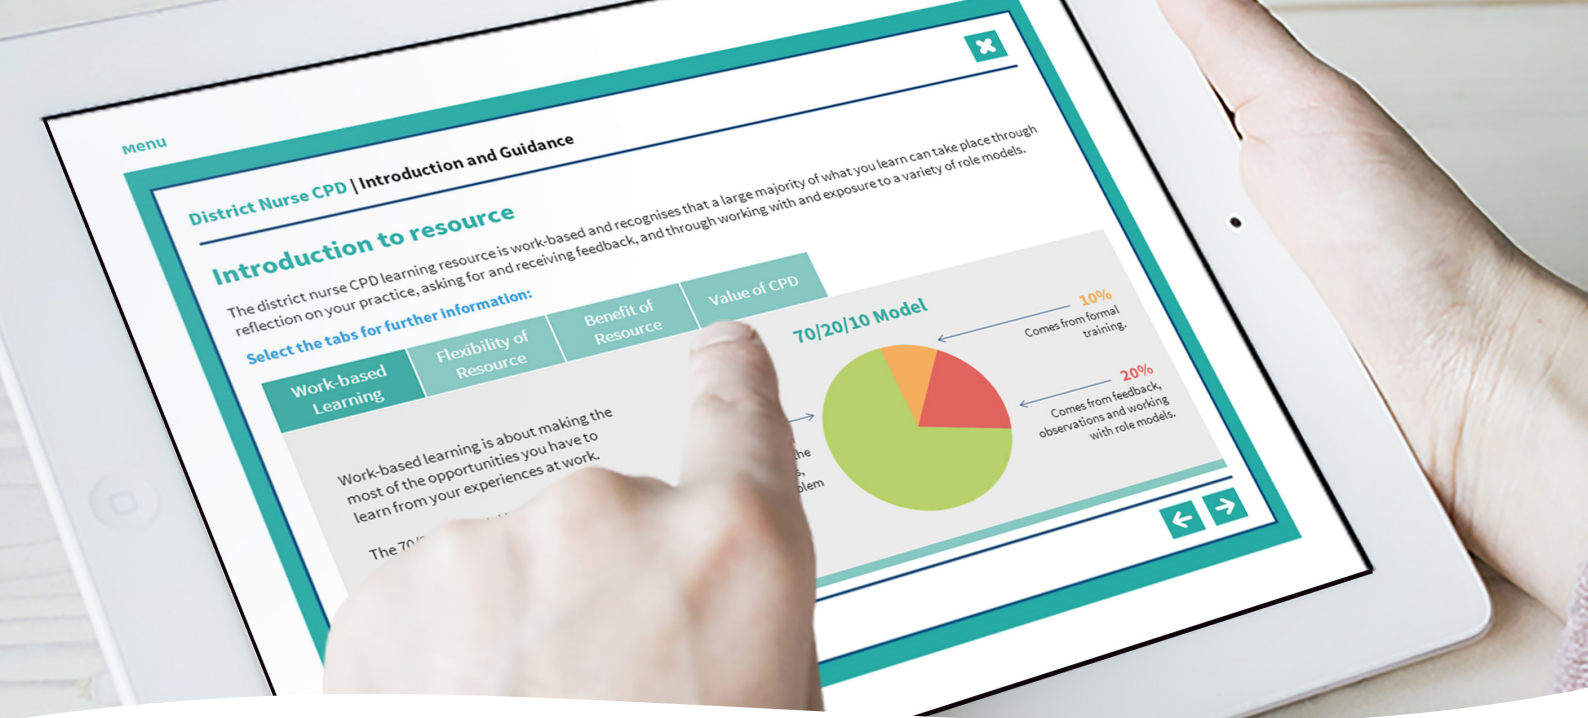 Menu
District Nurse CPD | Introduction and Guidance
Introduction to resource
The district nurse CPD learning resource is work-based and recognises that a large majority of what you learn can take place through
reflection on your practice, asking for and receiving feedback, and through working with and exposure to a variety of role models.
Select the tabs for further information:
Work-based
Learning
Flexibility of
Resource
Benefit of
Resource
Value of CPD
Work-based learning is about making the
most of the opportunities you have to
learn from your experiences at work.
The
70/20/10 Model
10%
Comes from formal
training.
20%
Comes from feedback,
observations and working
with role models.